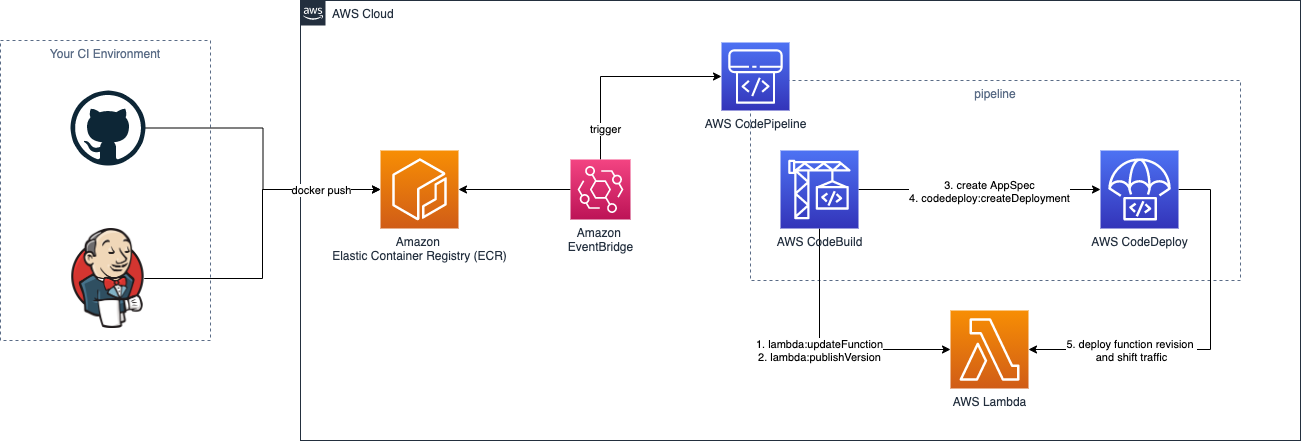 aws
AWS Cloud
Your CI Environment
docker push
Amazon
Elastic Container Registry (ECR)
trigger
Amazon
EventBridge
AWS CodePipeline
pipeline
AWS CodeBuild
3. create AppSpec
4. codedeploy:createDeployment
AWS CodeDeploy
1. lambda:updateFunction
2. lambda:publishVersion
AWS Lambda
5. deploy function revision
and shift traffic